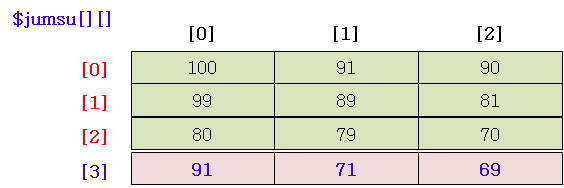 $jumsu[][]
[0] [1] [2]
[0] 100 91 90
[1] 99 89 81
[2] 80 79 70
[3] 91 71 69